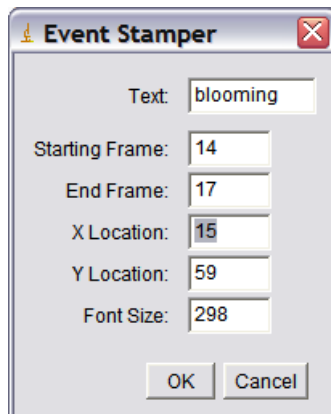 Event Stamper
Text: blooming
Starting Frame: 14
End Frame: 17
X Location: 15
Y Location: 59
Font Size: 298
OK Cancel